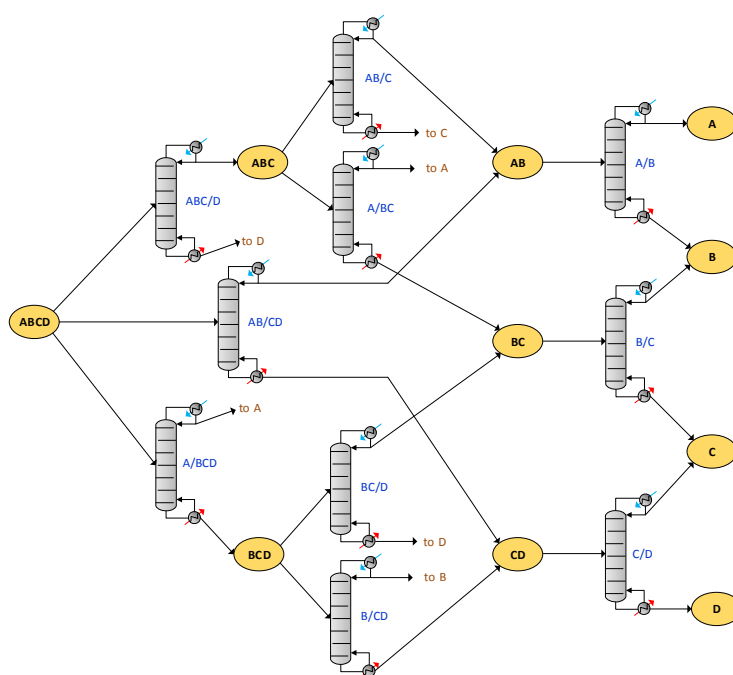 AB/C
to C
A
ABC
AB
A/B
to A
ABC/D
A/BC
to D
B
ABCD
AB/CD
BC
B/C
to A
A/BCD
BC/D
C
to D
BCD
CD
C/D
to B
B/CD
D